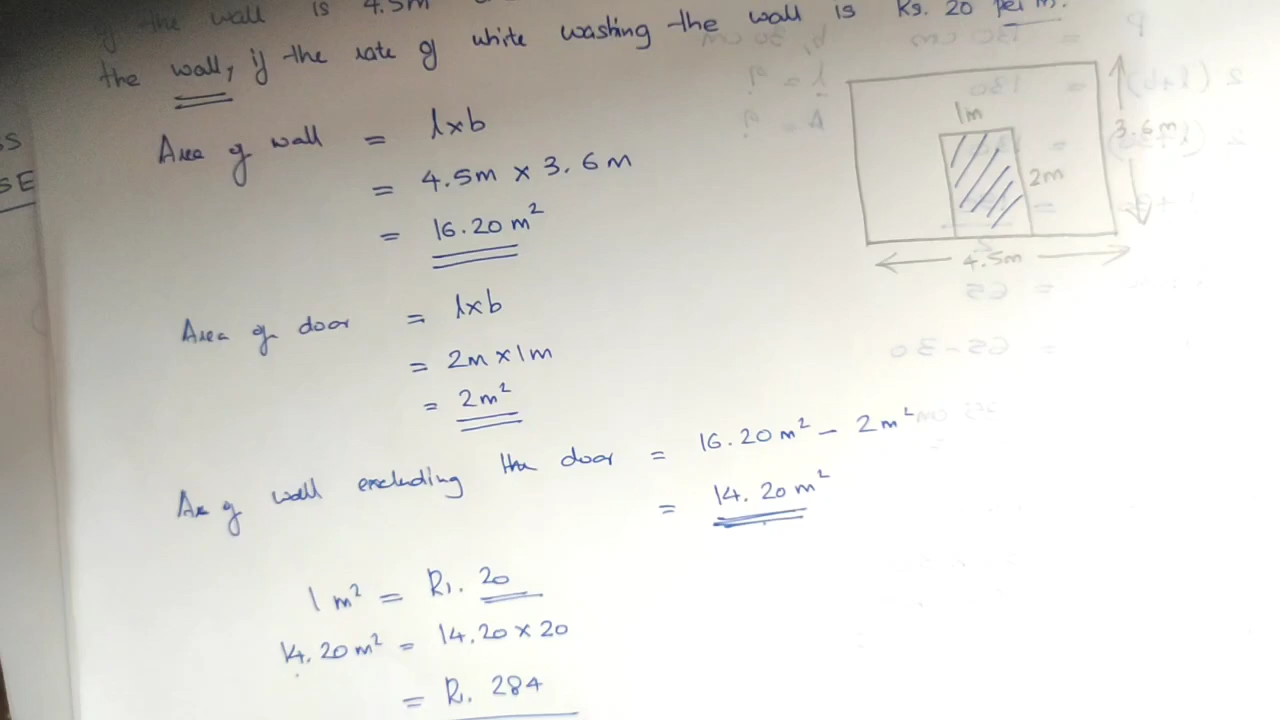 the wall is 4.5m
the wall is Rs. 20 per m.
the wall, if the rate of white washing
Area of wall = l×b
= 4.5m × 3.6m
= 16.20 m²
1m
2m
3.6m
4.5m
Area of door = l×b
= 2m × 1m
= 2m²
Ar of wall excluding the door = 16.20 m² - 2m²
= 14.20 m²
1 m² = Rs. 20
14.20 m² = 14.20 × 20
= R. 284